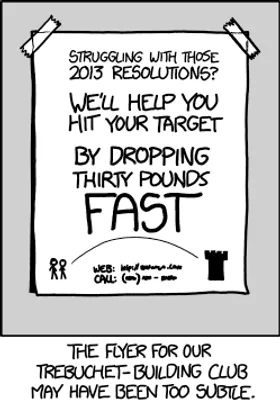 STRUGGLING WITH THOSE
2013 RESOLUTIONS?
WE'LL HELP YOU
HIT YOUR TARGET
BY DROPPING
THIRTY POUNDS
FAST
WEB:
CALL:
THE FLYER FOR OUR
TREBUCHET-BUILDING CLUB
MAY HAVE BEEN TOO SUBTLE.